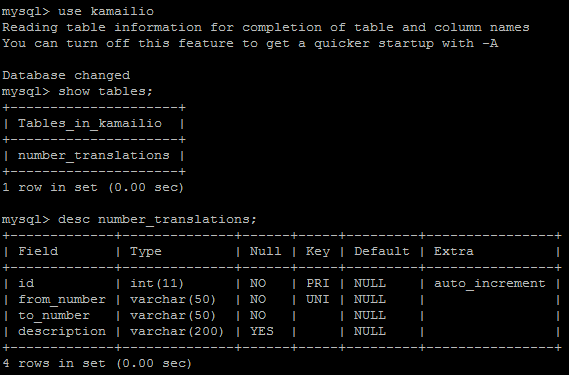 mysql> use kamailio
Reading table information for completion of table and column names
You can turn off this feature to get a quicker startup with -A

Database changed
mysql> show tables;
+---------------------+
| Tables_in_kamailio  |
+---------------------+
| number_translations |
+---------------------+
1 row in set (0.00 sec)

mysql> desc number_translations;
+-------------+--------------+------+-----+---------+----------------+
| Field       | Type         | Null | Key | Default | Extra          |
+-------------+--------------+------+-----+---------+----------------+
| id          | int(11)      | NO   | PRI | NULL    | auto_increment |
| from_number | varchar(50)  | NO   | UNI | NULL    |                |
| to_number   | varchar(50)  | NO   |     | NULL    |                |
| description | varchar(200) | YES  |     | NULL    |                |
+-------------+--------------+------+-----+---------+----------------+
4 rows in set (0.00 sec)